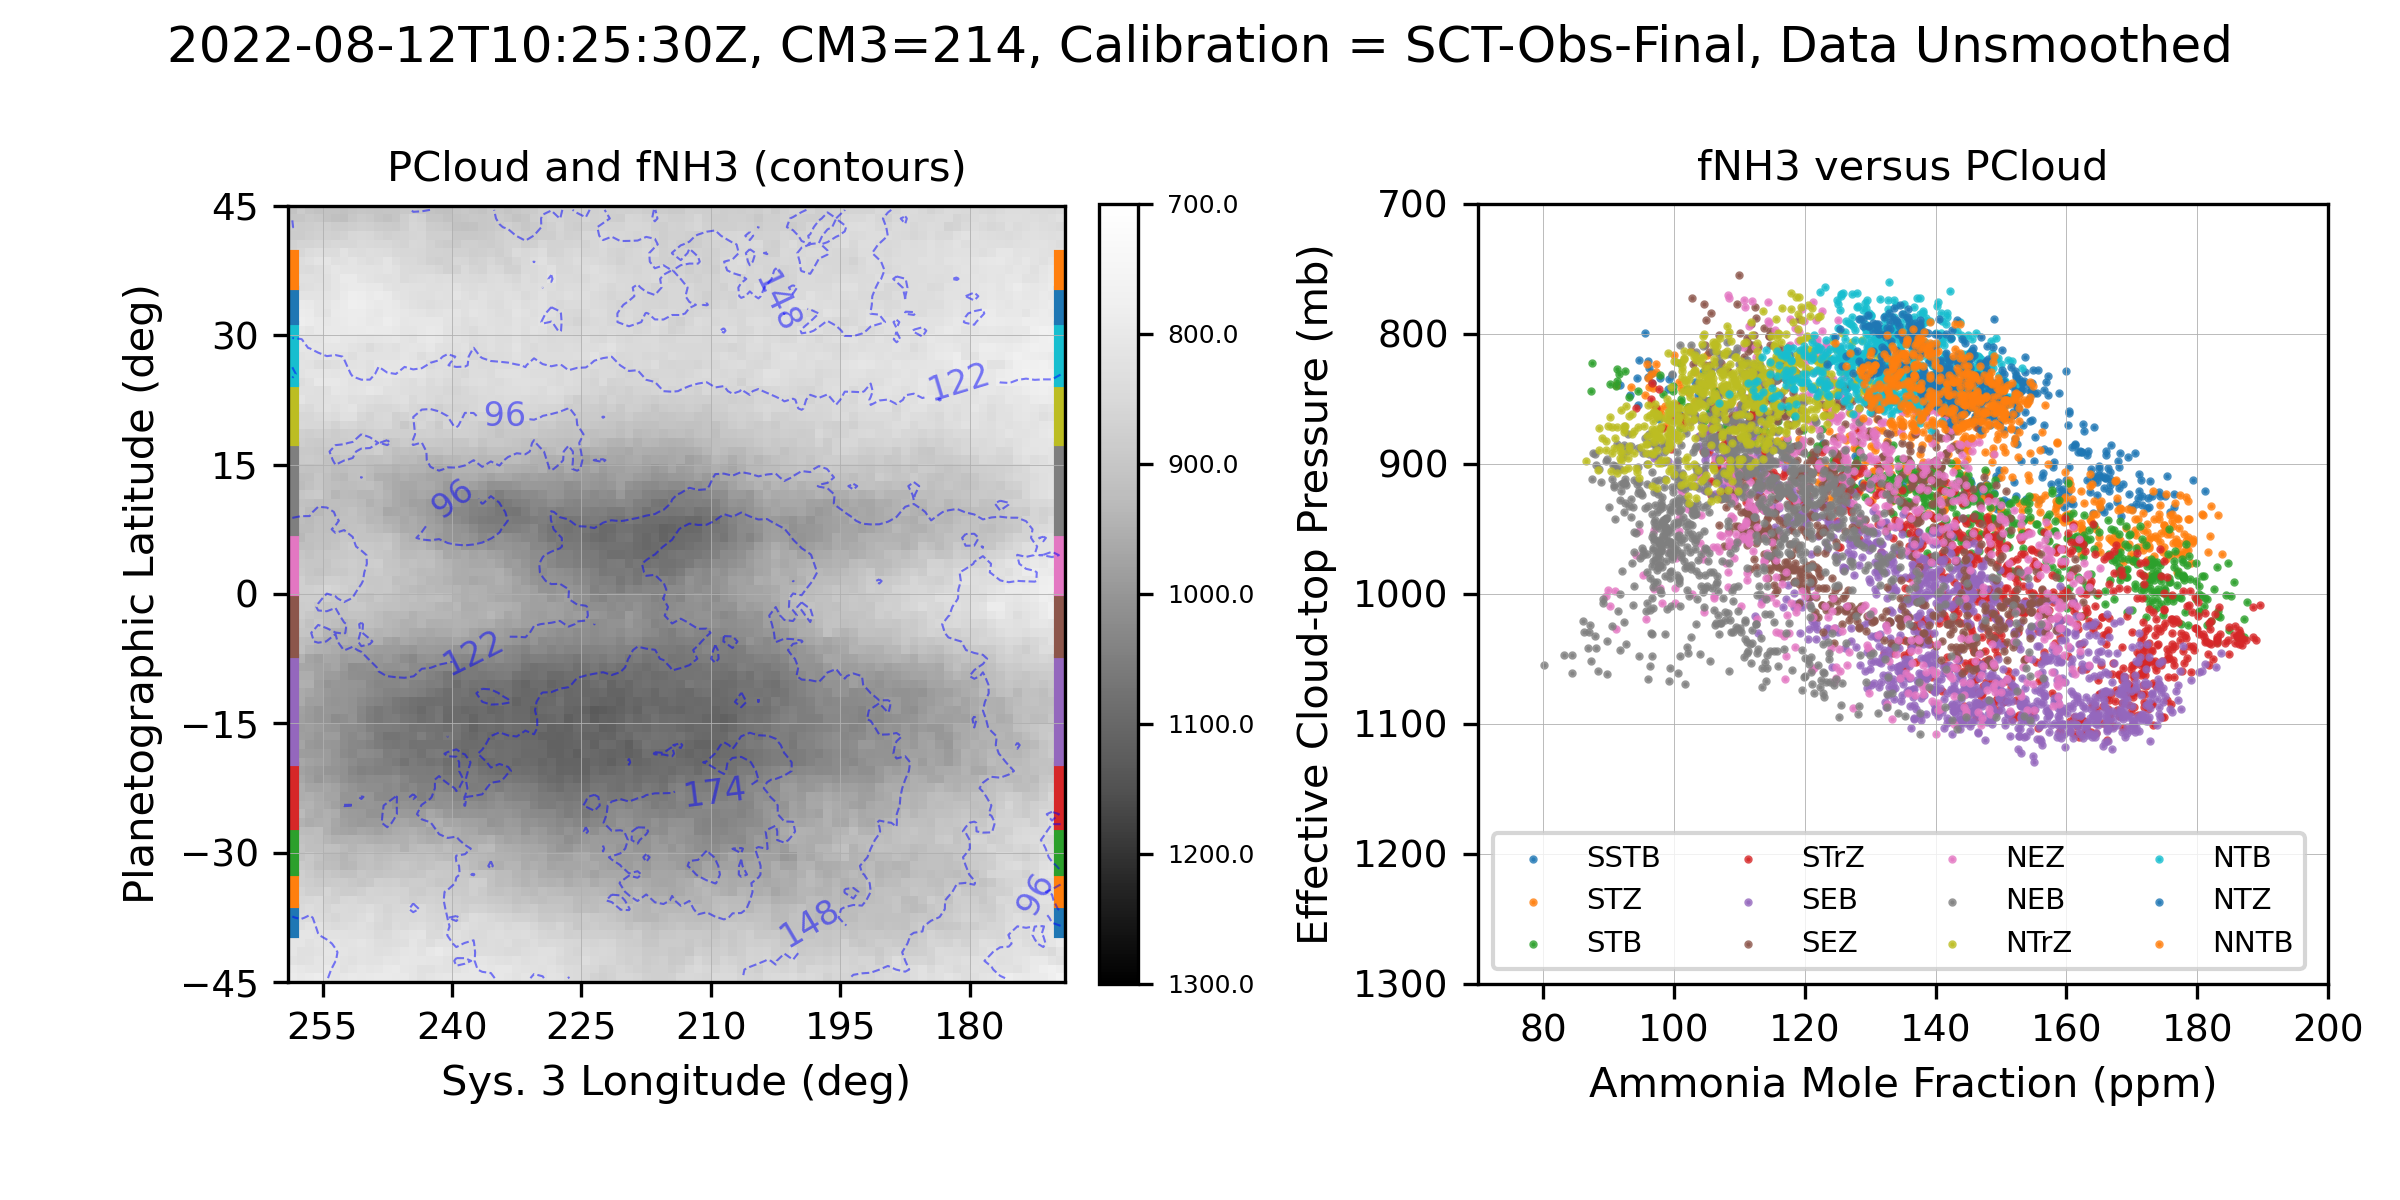 2022-08-12T10:25:30Z, CM3=214, Calibration = SCT-Obs-Final, Data Unsmoothed
PCloud and fNH3 (contours)
Planetographic Latitude (deg)
45
30
15
0
−15
−30
−45
255 240 225 210 195 180
Sys. 3 Longitude (deg)
148
122
96
96
122
174
148
96
700.0
800.0
900.0
1000.0
1100.0
1200.0
1300.0
fNH3 versus PCloud
Effective Cloud-top Pressure (mb)
700
800
900
1000
1100
1200
1300
SSTB STrZ NEZ NTB
STZ SEB NEB NTZ
STB SEZ NTrZ NNTB
80 100 120 140 160 180 200
Ammonia Mole Fraction (ppm)